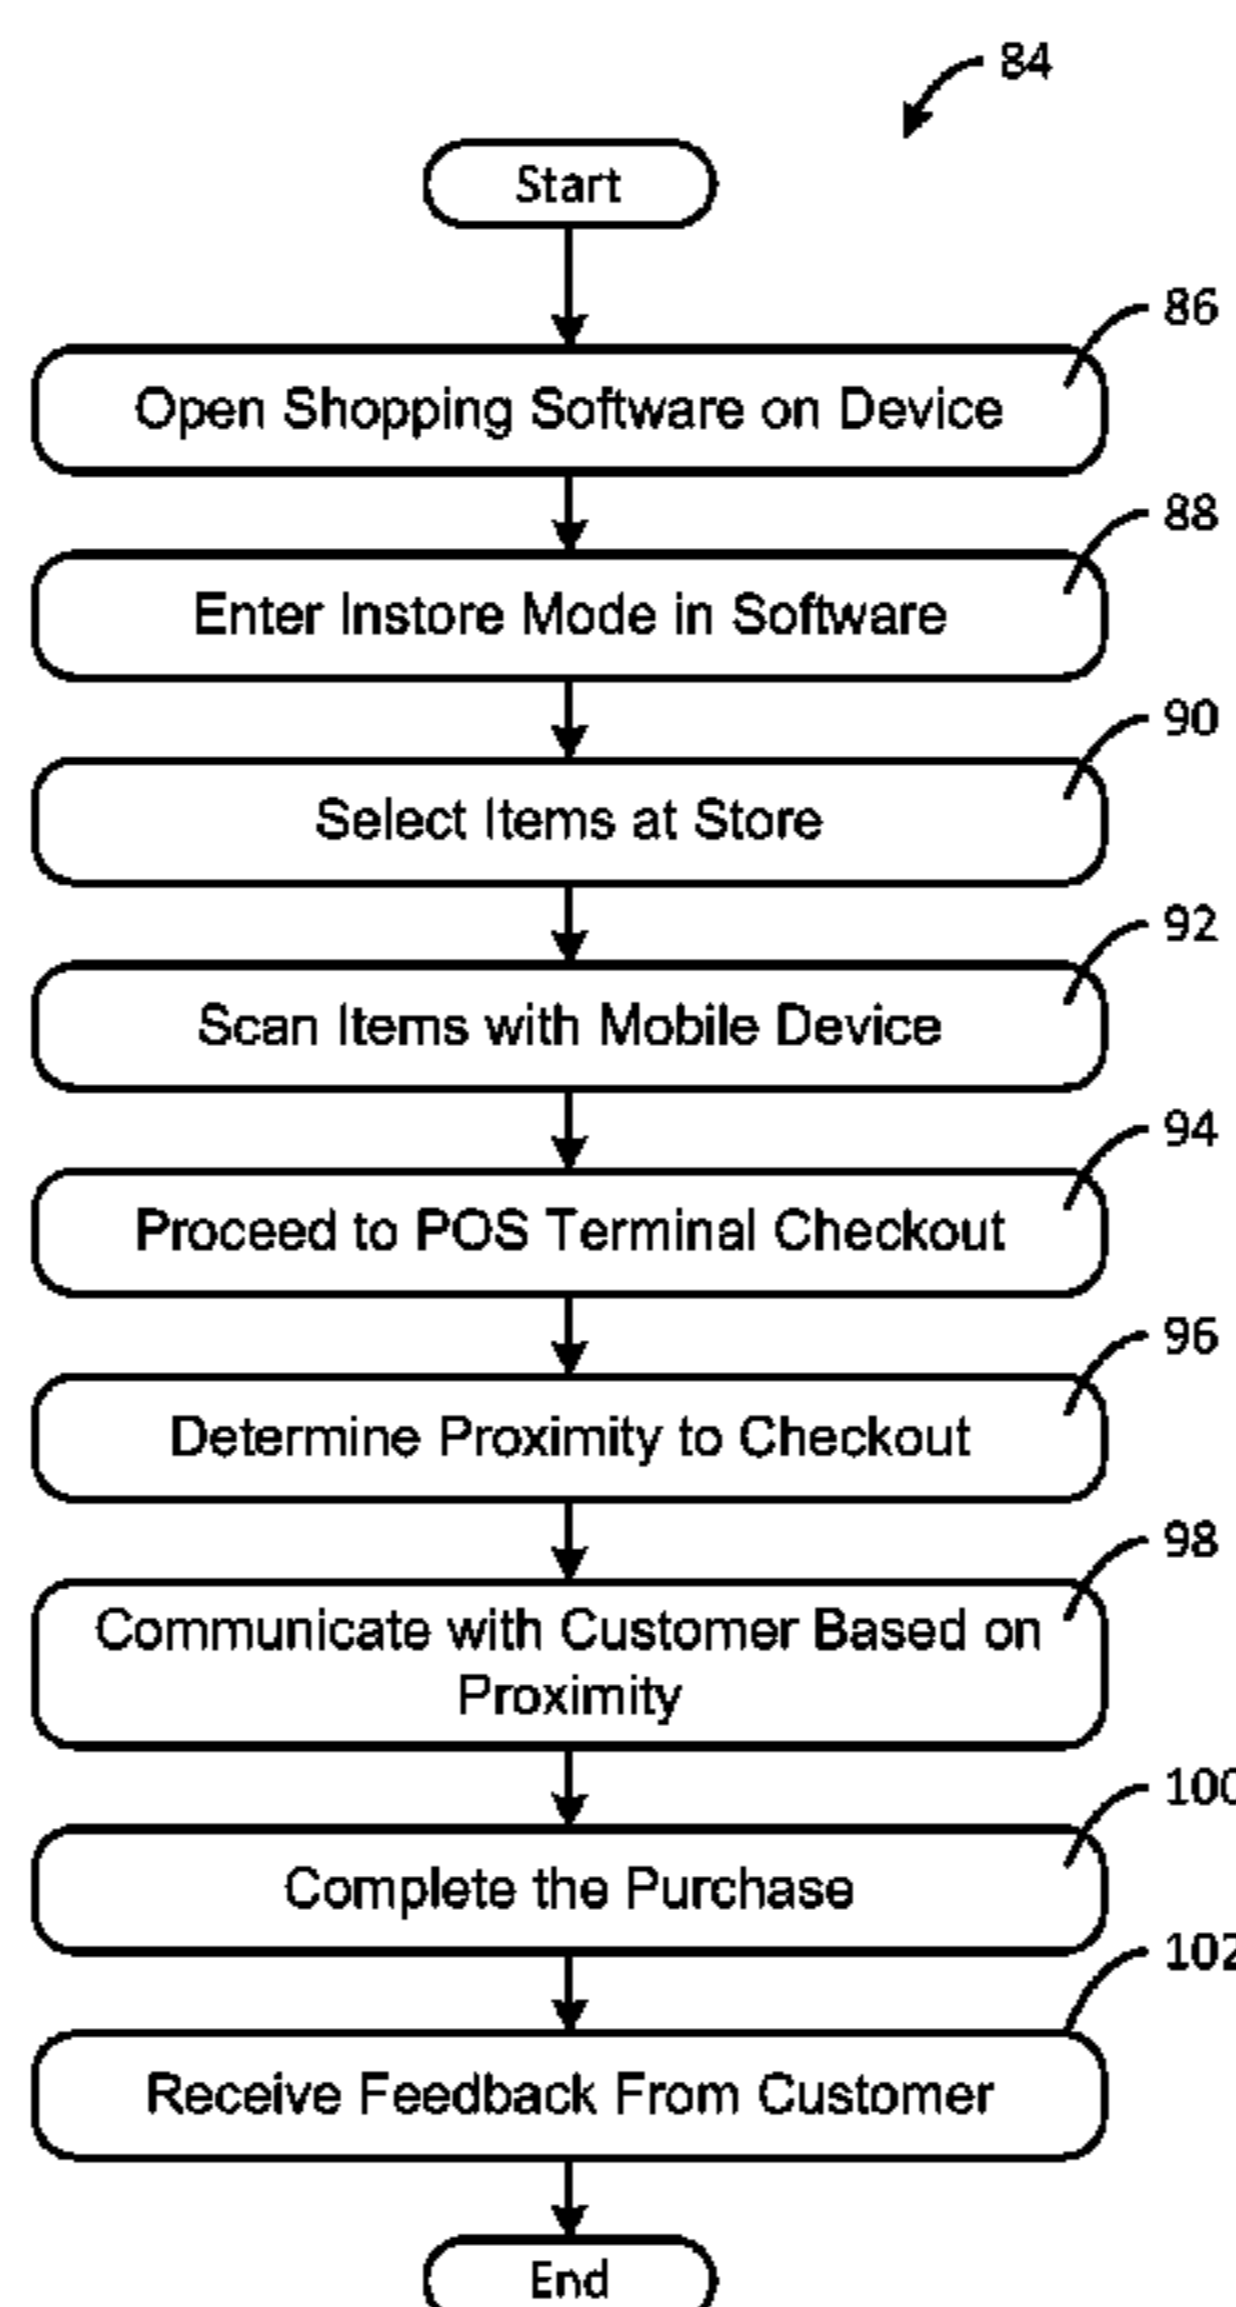 84
Start
86
Open Shopping Software on Device
88
Enter Instore Mode in Software
90
Select Items at Store
92
Scan Items with Mobile Device
94
Proceed to POS Terminal Checkout
96
Determine Proximity to Checkout
98
Communicate with Customer Based on
Proximity
100
Complete the Purchase
102
Receive Feedback From Customer
End